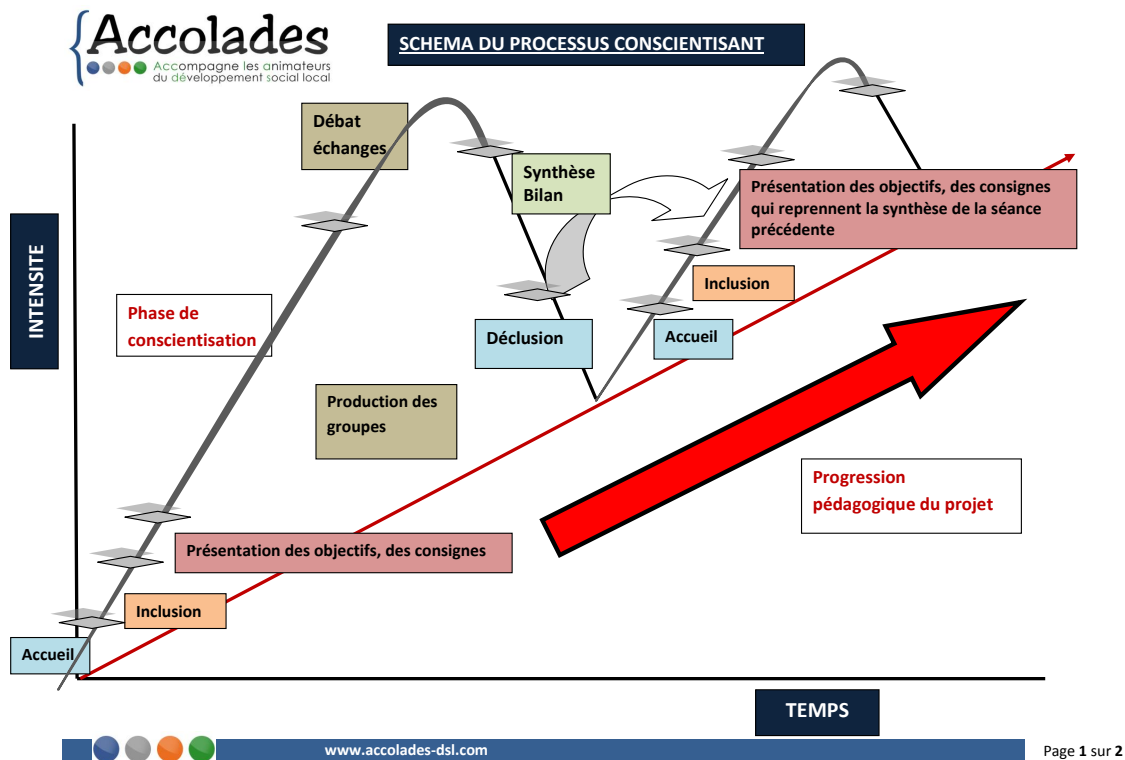 {Accolades
Accompagne les animateurs
du développement social local
SCHEMA DU PROCESSUS CONSCIENTISANT
Débat
échanges
Synthèse
Bilan
Présentation des objectifs, des consignes
qui reprennent la synthèse de la séance
précédente
INTENSITE
Inclusion
Phase de
conscientisation
Déclusion
Accueil
Production des
groupes
Progression
pédagogique du projet
Présentation des objectifs, des consignes
Inclusion
Accueil
TEMPS
www.accolades-dsl.com
Page 1 sur 2